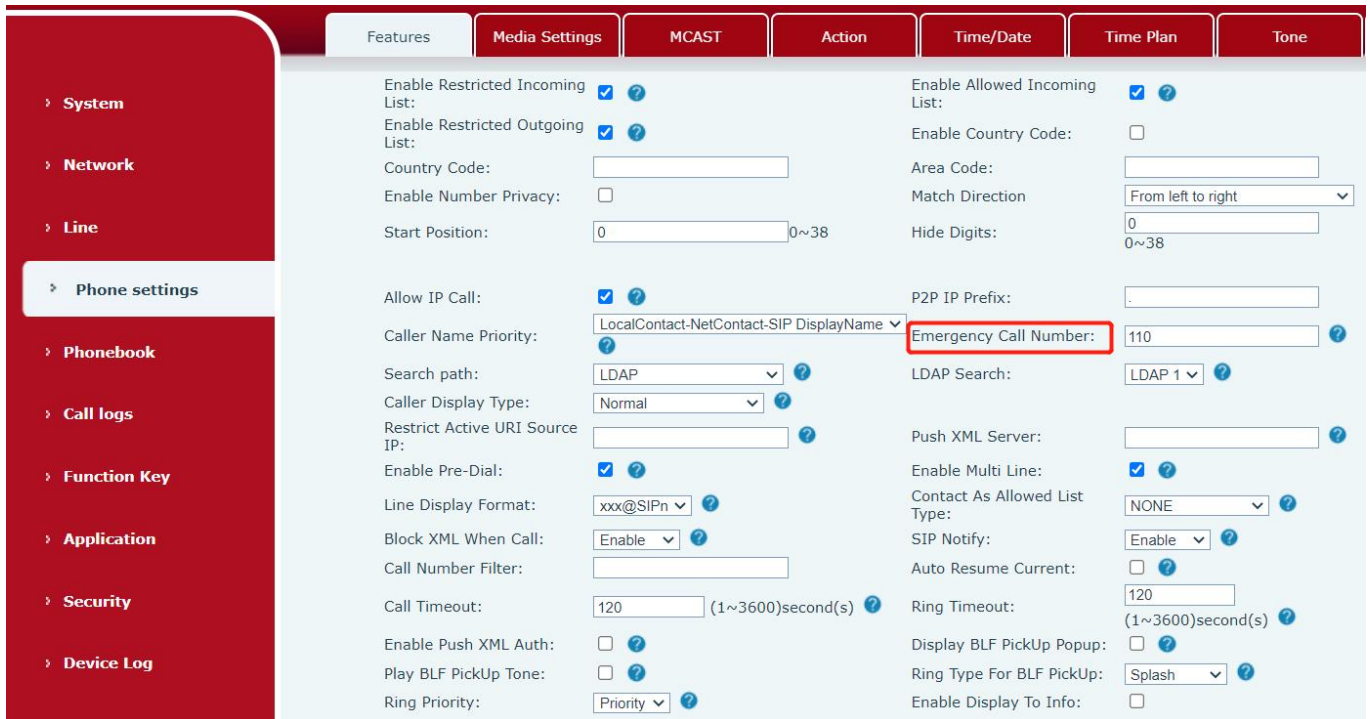 Features
Media Settings
MCAST
Action
Time/Date
Time Plan
Tone
System
Network
Line
Phone settings
Phonebook
Call logs
Function Key
Application
Security
Device Log
Enable Restricted Incoming
List:
Enable Allowed Incoming
List:
Enable Restricted Outgoing
List:
Enable Country Code:
Country Code:
Area Code:
Enable Number Privacy:
Match Direction
From left to right
Start Position:
0
0~38
Hide Digits:
0
0~38
Allow IP Call:
P2P IP Prefix:
.
Caller Name Priority:
LocalContact-NetContact-SIP DisplayName
Emergency Call Number:
110
Search path:
LDAP
LDAP Search:
LDAP 1
Caller Display Type:
Normal
Restrict Active URI Source
IP:
Push XML Server:
Enable Pre-Dial:
Enable Multi Line:
Line Display Format:
xxx@SIPn
Contact As Allowed List
Type:
NONE
Block XML When Call:
Enable
SIP Notify:
Enable
Call Number Filter:
Auto Resume Current:
Call Timeout:
120
(1~3600)second(s)
Ring Timeout:
120
(1~3600)second(s)
Enable Push XML Auth:
Display BLF PickUp Popup:
Play BLF PickUp Tone:
Ring Type For BLF PickUp:
Splash
Ring Priority:
Priority
Enable Display To Info: